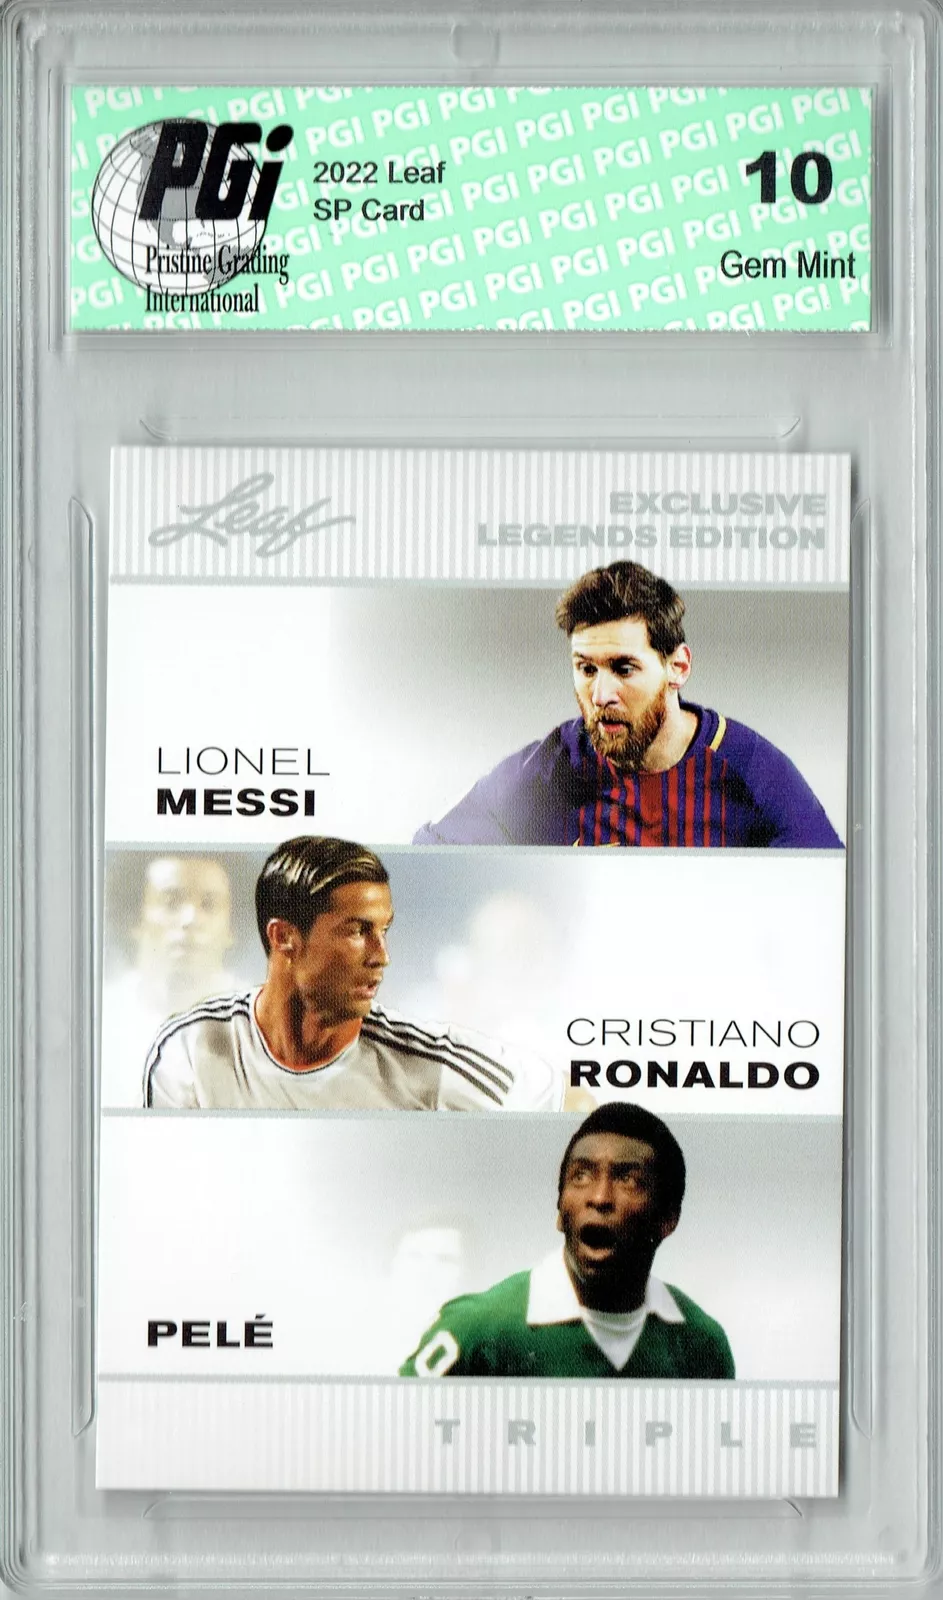 PGi
Pristine Grading
International
2022 Leaf
SP Card
10
Gem Mint
Leaf
EXCLUSIVE
LEGENDS EDITION
LIONEL
MESSI
CRISTIANO
RONALDO
PELÉ
TRIPLE